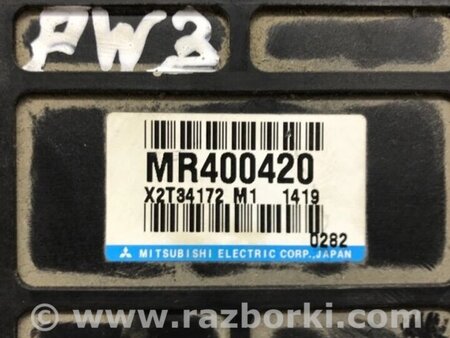 PW3
MR400420
X2T34172 M1 1419
0282
MITSUBISHI ELECTRIC CORP.,JAPAN
© www.razborki.com